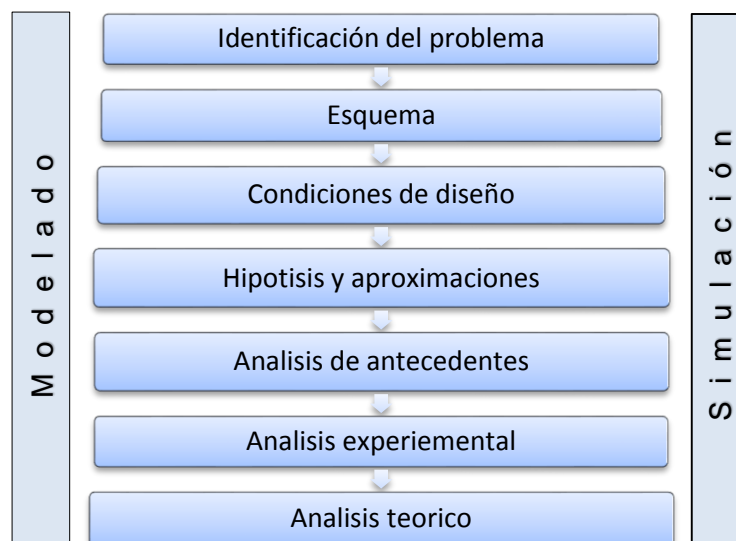 Modelado
Identificación del problema
Esquema
Condiciones de diseño
Hipotisis y aproximaciones
Analisis de antecedentes
Analisis experiemental
Analisis teorico
Simulación